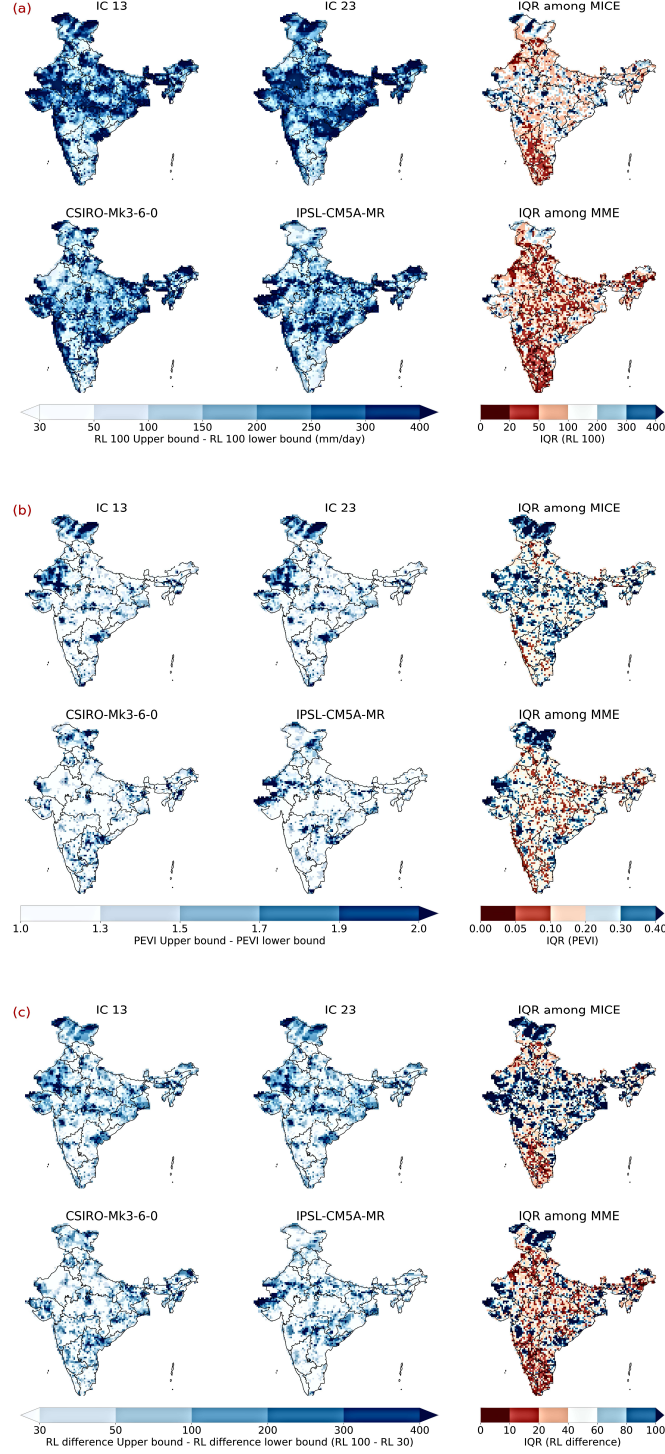 (a)
IC 13 IC 23 IQR among MICE
CSIRO-Mk3-6-0 IPSL-CM5A-MR IQR among MME
30 50 100 150 200 250 300 400 0 20 50 100 200 300 400
RL 100 Upper bound - RL 100 lower bound (mm/day) IQR (RL 100)
(b)
IC 13 IC 23 IQR among MICE
CSIRO-Mk3-6-0 IPSL-CM5A-MR IQR among MME
1.0 1.3 1.5 1.7 1.9 2.0 0.00 0.05 0.10 0.20 0.30 0.40
PEVI Upper bound - PEVI lower bound IQR (PEVI)
(c)
IC 13 IC 23 IQR among MICE
CSIRO-Mk3-6-0 IPSL-CM5A-MR IQR among MME
30 50 100 200 300 400 0 10 20 40 60 80 100
RL difference Upper bound - RL difference lower bound (RL 100 - RL 30) IQR (RL difference)